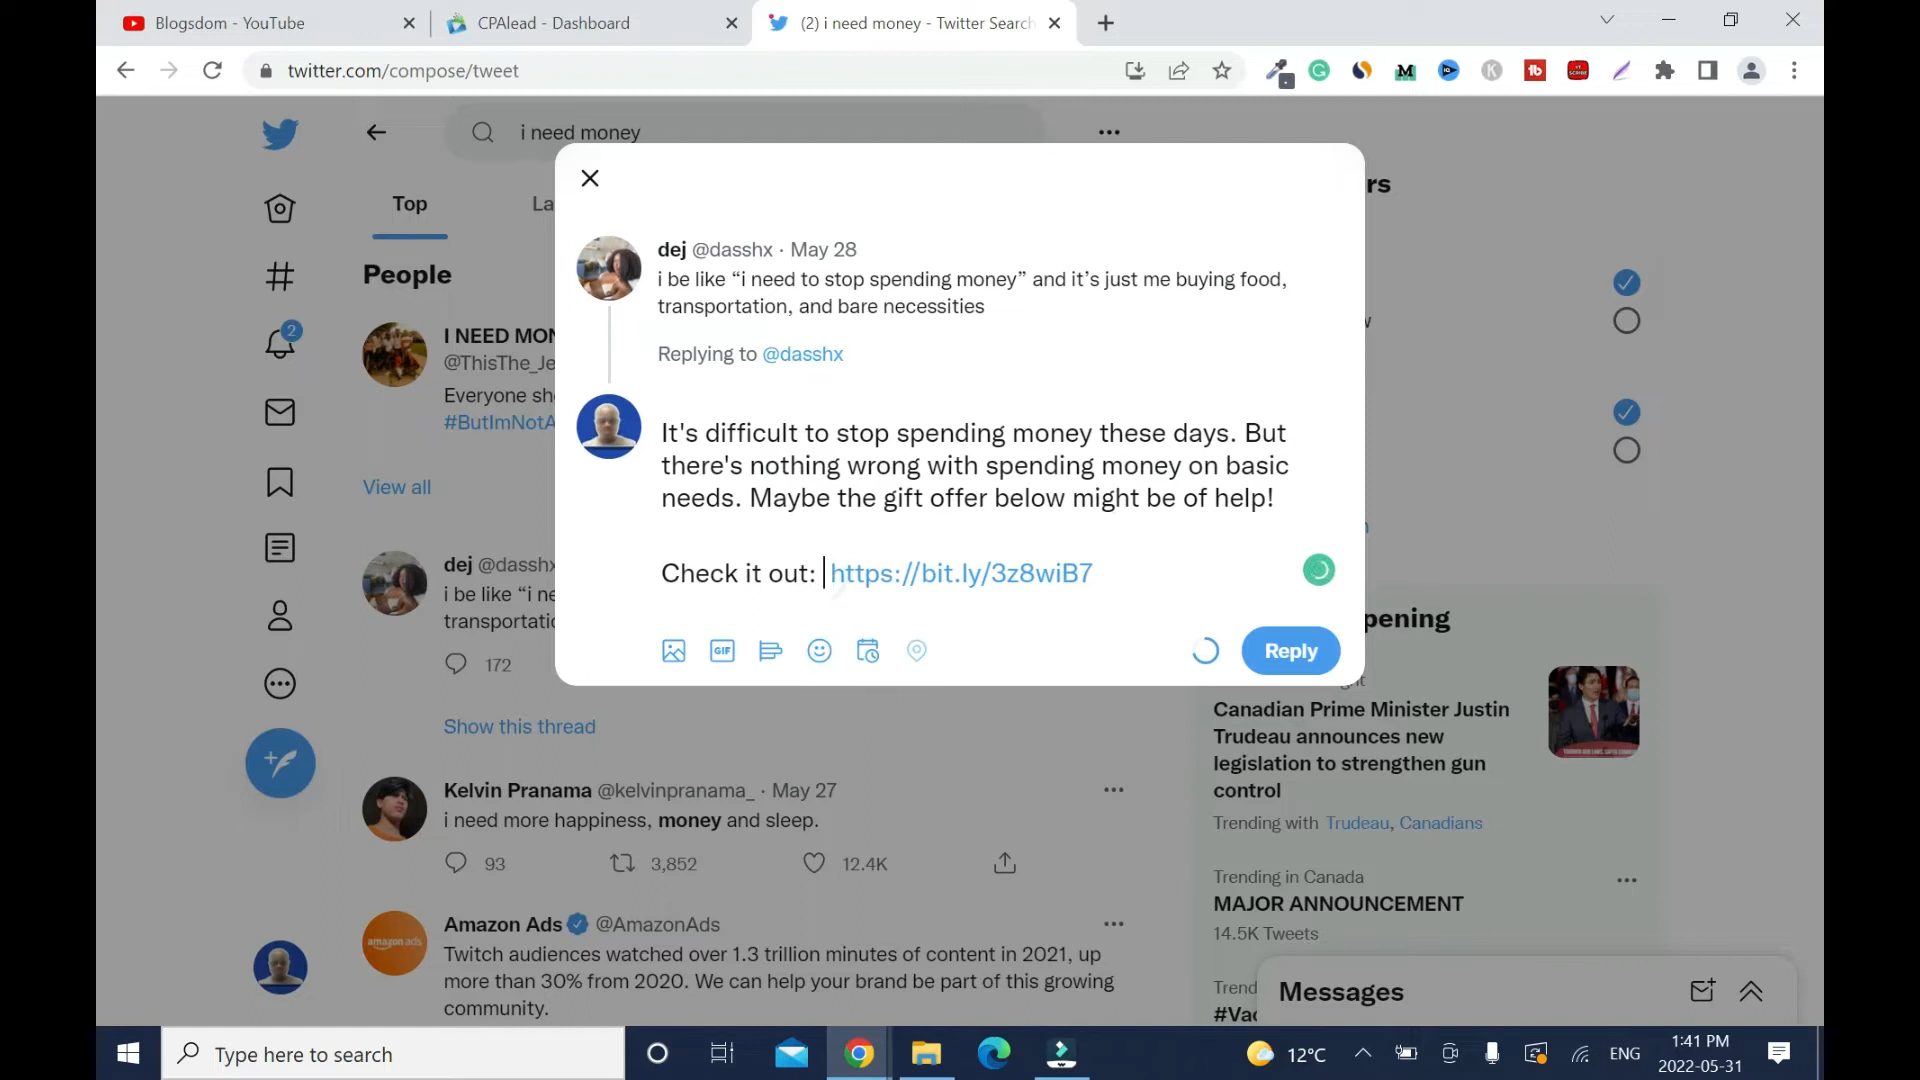 Blogsdom - YouTube
CPAlead - Dashboard
(2) i need money - Twitter Search
twitter.com/compose/tweet
i need money
Top
La
rs
People
I NEED MON
@ThisThe_Je
Everyone sh
#ButImNotA
View all
dej @dasshx · May 28
i be like “i need to stop spending money” and it’s just me buying food,
transportation, and bare necessities
Replying to @dasshx
It's difficult to stop spending money these days. But
there's nothing wrong with spending money on basic
needs. Maybe the gift offer below might be of help!
Check it out: https://bit.ly/3z8wiB7
GIF
Reply
2
dej @dasshx
i be like “i ne
transportatio
172
Show this thread
Kelvin Pranama @kelvinpranama_ · May 27
i need more happiness, money and sleep.
93
3,852
12.4K
amazon ads
Amazon Ads @AmazonAds
Twitch audiences watched over 1.3 trillion minutes of content in 2021, up
more than 30% from 2020. We can help your brand be part of this growing
community.
pening
Canadian Prime Minister Justin
Trudeau announces new
legislation to strengthen gun
control
Trending with Trudeau, Canadians
Trending in Canada
MAJOR ANNOUNCEMENT
14.5K Tweets
Trend
#Vac
Messages
Type here to search
12°C
ENG
1:41 PM
2022-05-31